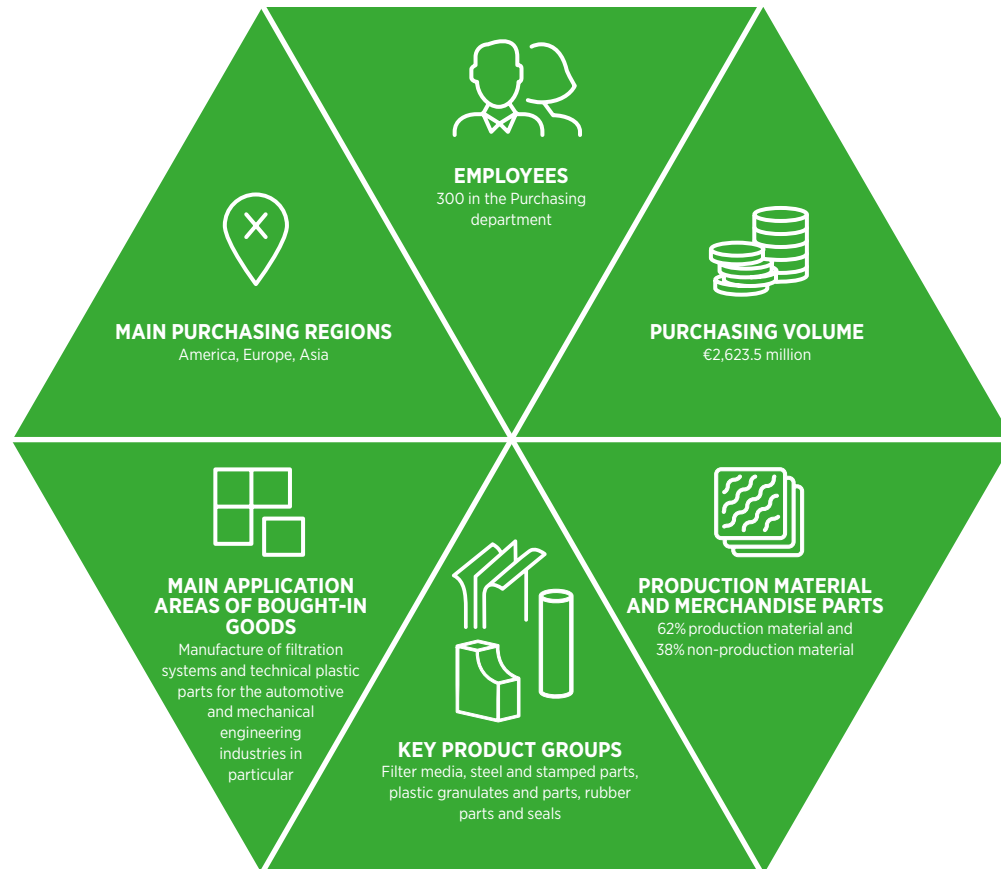 EMPLOYEES
300 in the Purchasing
department
MAIN PURCHASING REGIONS
America, Europe, Asia
PURCHASING VOLUME
€2,623.5 million
MAIN APPLICATION
AREAS OF BOUGHT-IN
GOODS
Manufacture of filtration
systems and technical plastic
parts for the automotive
and mechanical
engineering
industries in
particular
KEY PRODUCT GROUPS
Filter media, steel and stamped parts,
plastic granulates and parts, rubber
parts and seals
PRODUCTION MATERIAL
AND MERCHANDISE PARTS
62% production material and
38% non-production material